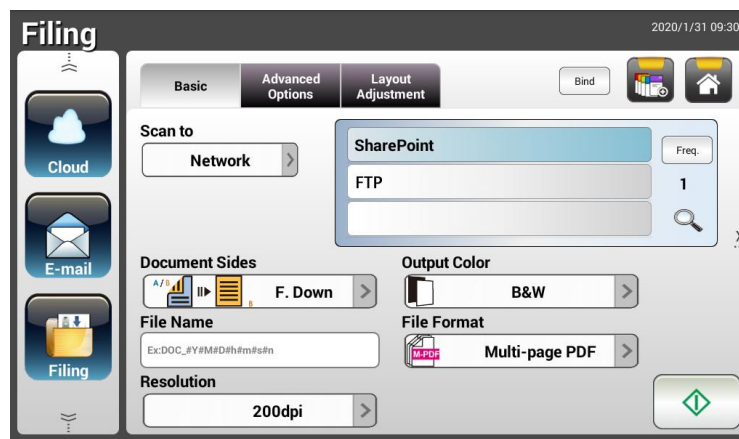 Filing
2020/1/31 09:30
Basic
Advanced
Options
Layout
Adjustment
Bind
Cloud
E-mail
Filing
Scan to
Network
SharePoint
FTP
Freq.
1
Document Sides
A/B
B
F. Down
Output Color
B&W
File Name
Ex:DOC_#Y#M#D#h#m#s#n
File Format
M-PDF
Multi-page PDF
Resolution
200dpi